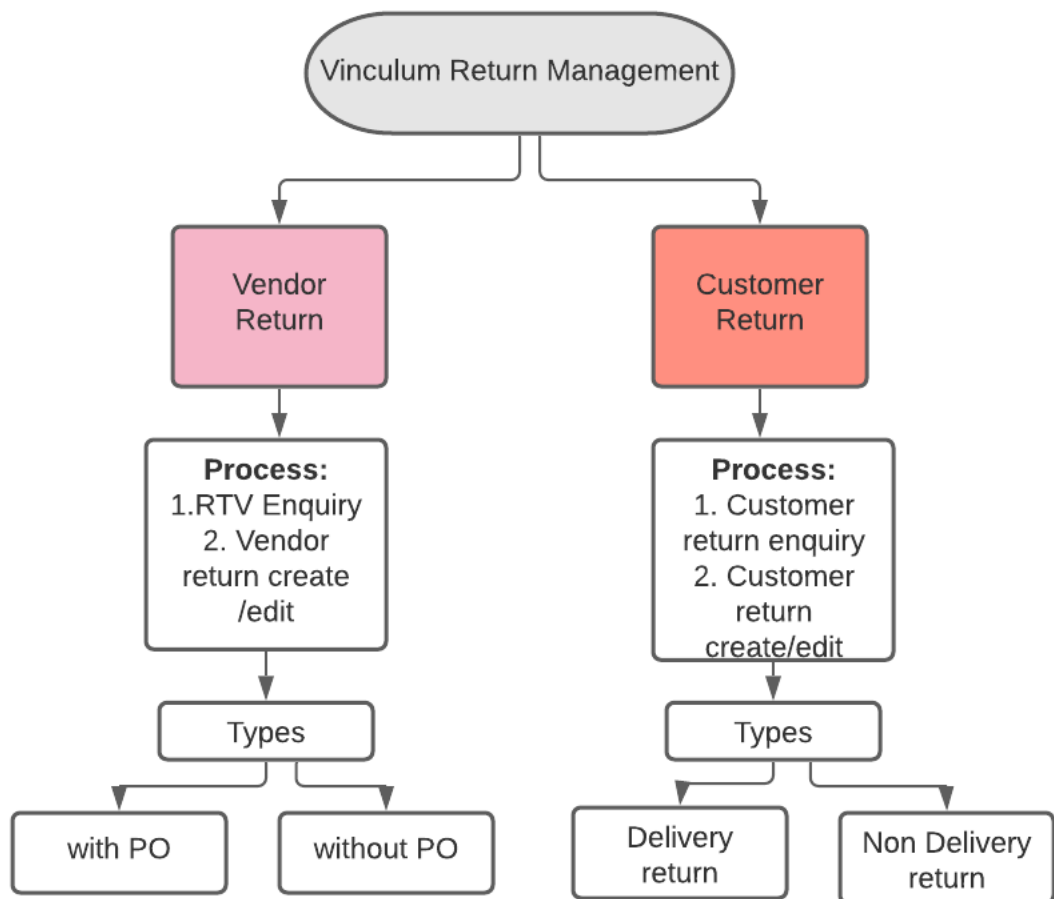 Vinculum Return Management
Vendor
Return
Customer
Return
Process:
1.RTV Enquiry
2. Vendor
return create
/edit
Process:
1. Customer
return enquiry
2. Customer
return
create/edit
Types
Types
with PO
without PO
Delivery
return
Non Delivery
return